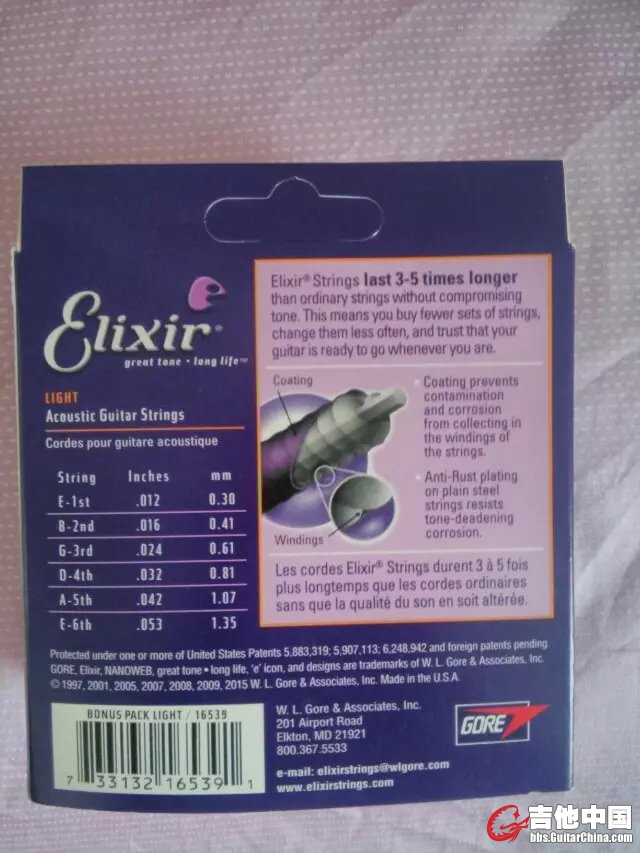 Elixir®
great tone • long life™
LIGHT
Acoustic Guitar Strings
Cordes pour guitare acoustique
String Inches mm
E-1st .012 0.30
B-2nd .016 0.41
G-3rd .024 0.61
D-4th .032 0.81
A-5th .042 1.07
E-6th .053 1.35
Elixir® Strings last 3-5 times longer
than ordinary strings without compromising
tone. This means you buy fewer sets of strings,
change them less often, and trust that your
guitar is ready to go whenever you are.
Coating
Windings
• Coating prevents
contamination
and corrosion
from collecting in
the windings of
the strings.
• Anti-Rust plating
on plain steel
strings resists
tone-deadening
corrosion.
Les cordes Elixir® Strings durent 3 à 5 fois
plus longtemps que les cordes ordinaires
sans que la qualité du son en soit altérée.
Protected under one or more of United States Patents 5,883,319; 5,907,113; 6,248,942 and foreign patents pending.
GORE, Elixir, NANOWEB, great tone • long life, 'e' icon, and designs are trademarks of W. L. Gore & Associates, Inc.
© 1997, 2001, 2005, 2007, 2008, 2009, 2015 W. L. Gore & Associates, Inc. Made in the U.S.A.
BONUS PACK LIGHT / 16539
7 33132 16539 1
W. L. Gore & Associates, Inc.
201 Airport Road
Elkton, MD 21921
800.367.5533
e-mail: elixirstrings@wlgore.com
www.elixirstrings.com
GORE
吉他中国
bbs.GuitarChina.com